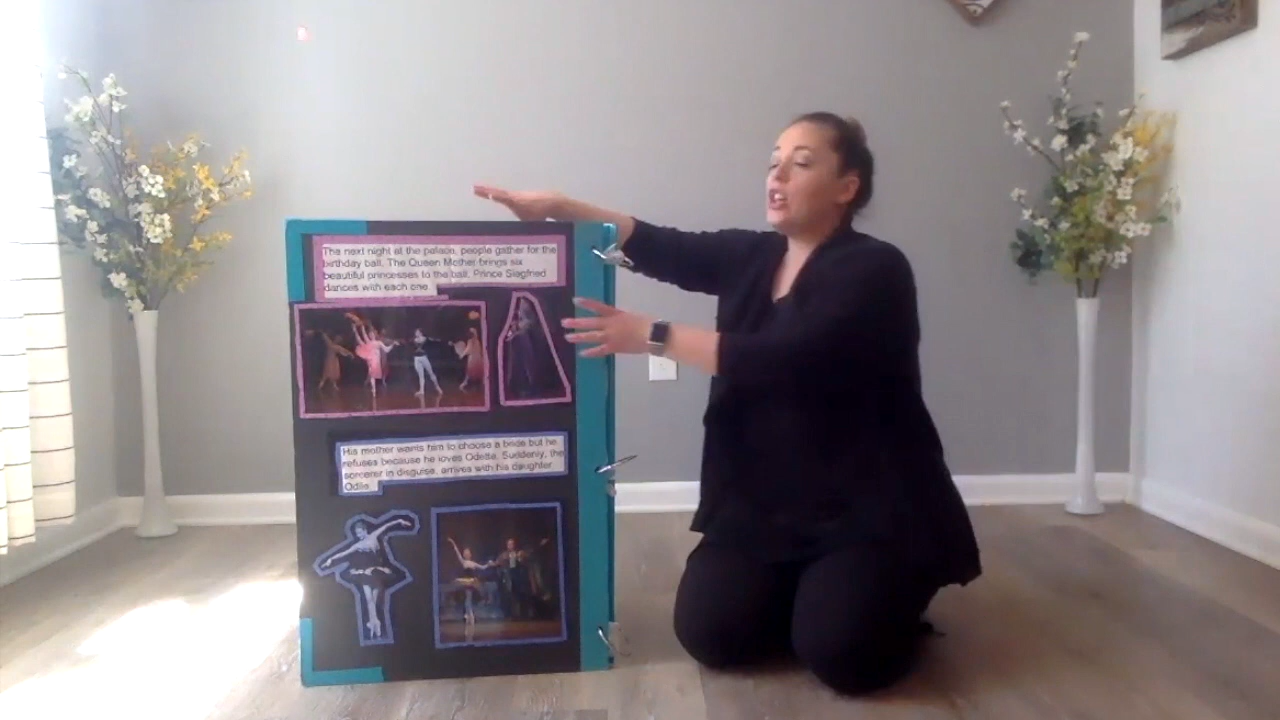 The next night at the palace, people gather for the
birthday ball. The Queen Mother brings six
beautiful princesses to the ball. Prince Siegfried
dances with each one.
His mother wants him to choose a bride but he
refuses because he loves Odette. Suddenly, the
sorcerer in disguise, arrives with his daughter
Odile.